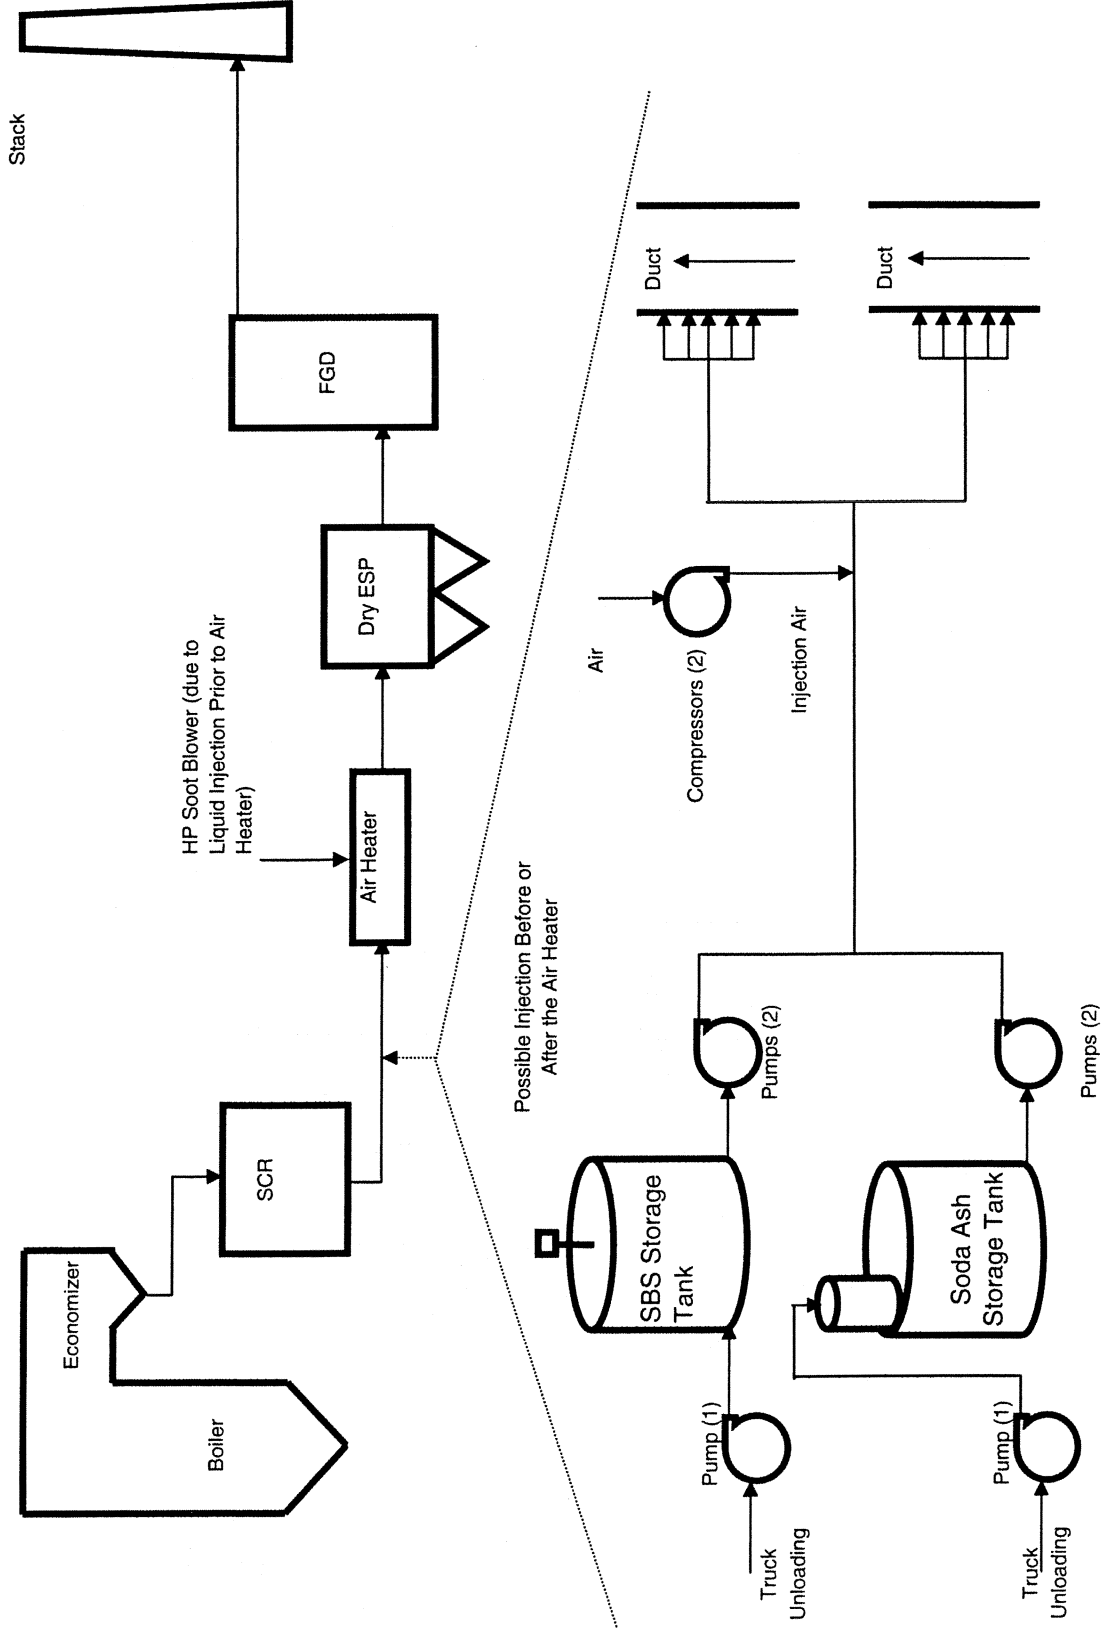 Stack
Economizer
Boiler
SCR
HP Soot Blower (due to
Liquid Injection Prior to Air
Heater)
Air Heater
Dry ESP
FGD
Possible Injection Before or
After the Air Heater
Air
Compressors (2)
Injection Air
Duct
Duct
SBS Storage
Tank
Pump (1)
Pumps (2)
Truck
Unloading
Soda Ash
Storage Tank
Pump (1)
Pumps (2)
Truck
Unloading